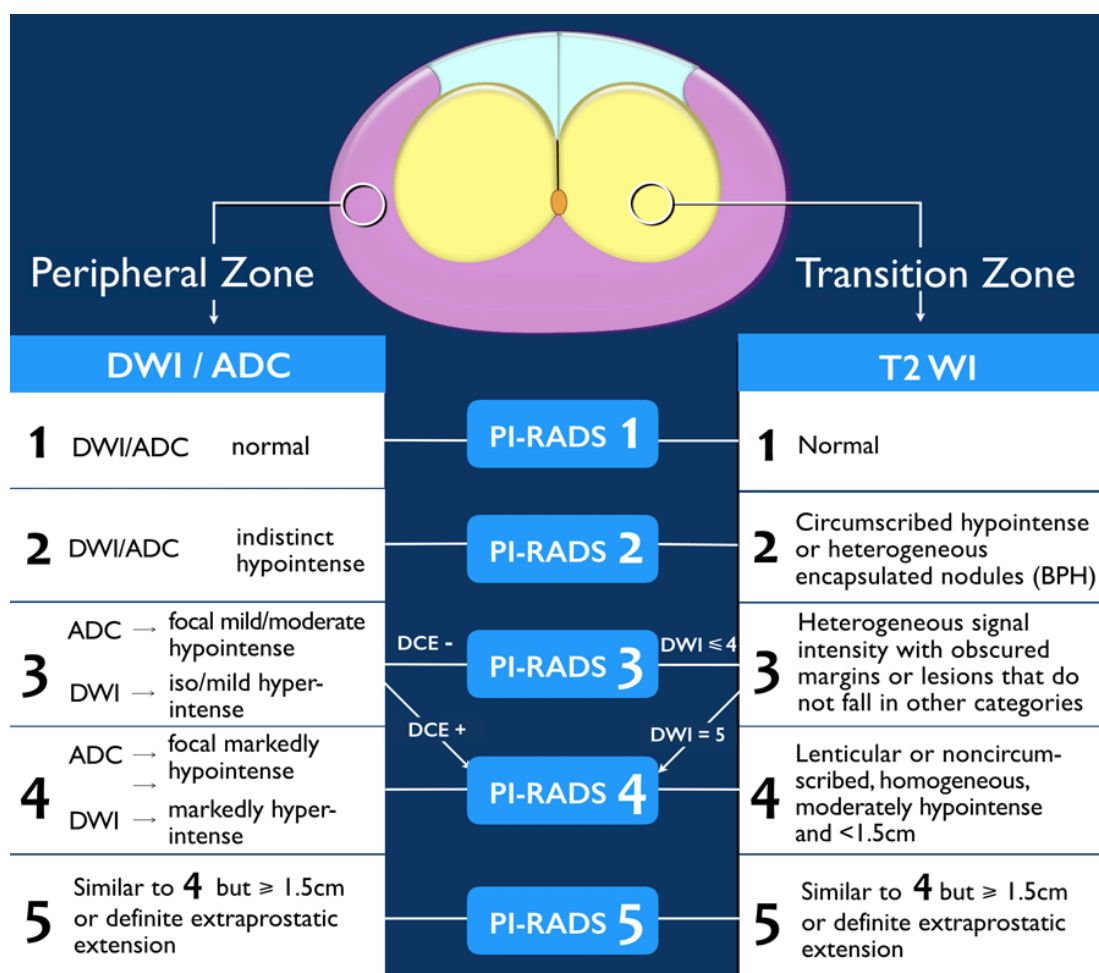 Peripheral Zone
Transition Zone
DWI / ADC
T2 WI
1 DWI/ADC normal
PI-RADS 1
1 Normal
2 DWI/ADC indistinct
hypointense
PI-RADS 2
2 Circumscribed hypointense
or heterogeneous
encapsulated nodules (BPH)
3 ADC → focal mild/moderate
hypointense
DWI → iso/mild hyper-
intense
DCE -
PI-RADS 3
DWI ≤ 4
3 Heterogeneous signal
intensity with obscured
margins or lesions that do
not fall in other categories
DCE +
DWI = 5
4 ADC → focal markedly
→ hypointense
DWI → markedly hyper-
intense
PI-RADS 4
4 Lenticular or noncircum-
scribed, homogeneous,
moderately hypointense
and <1.5cm
5 Similar to 4 but ≥ 1.5cm
or definite extraprostatic
extension
PI-RADS 5
5 Similar to 4 but ≥ 1.5cm
or definite extraprostatic
extension